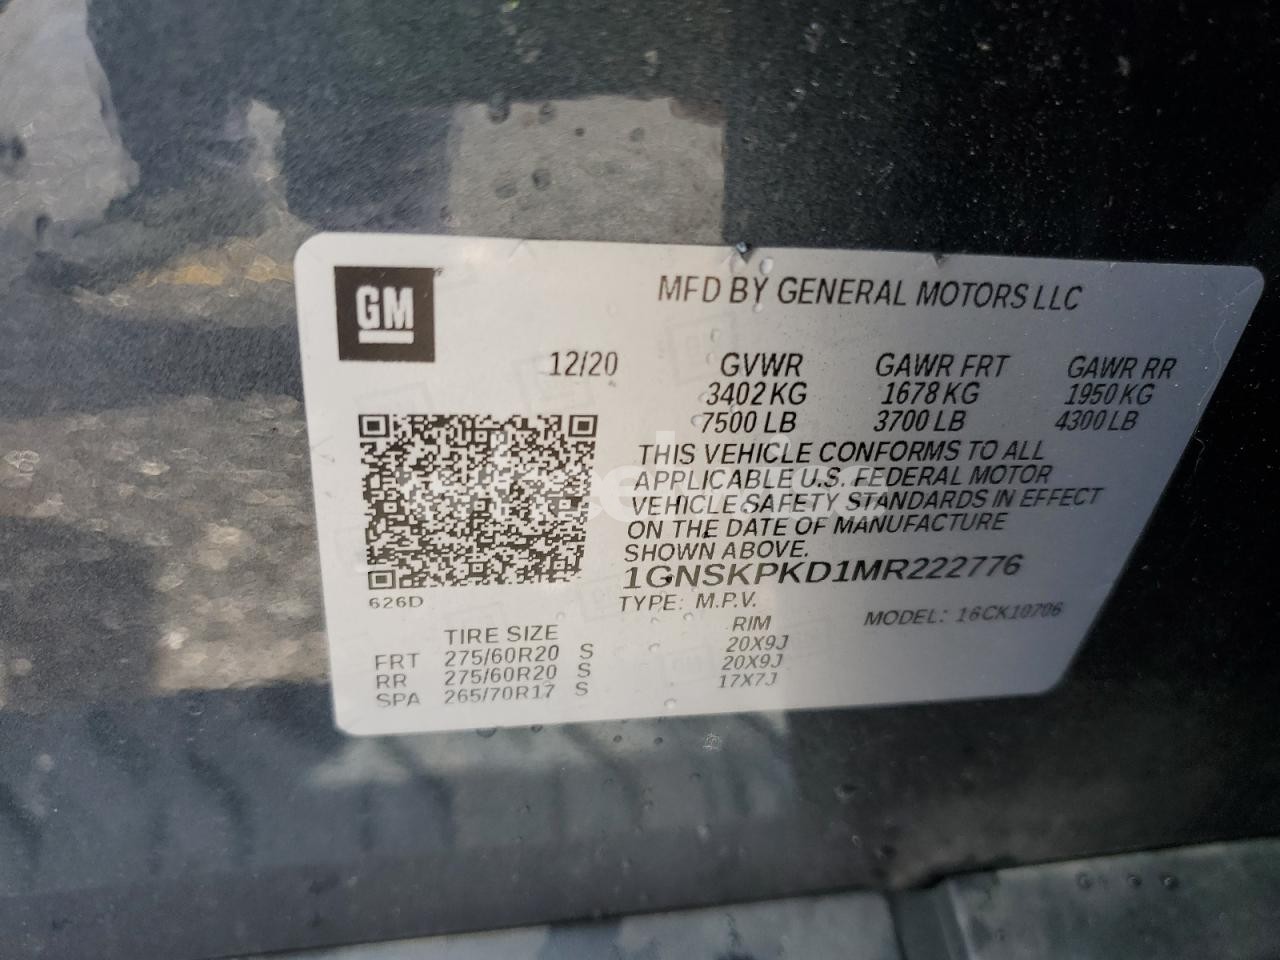 GM
MFD BY GENERAL MOTORS LLC
12/20 GVWR GAWR FRT GAWR RR
3402 KG 1678 KG 1950 KG
7500 LB 3700 LB 4300 LB
THIS VEHICLE CONFORMS TO ALL
APPLICABLE U.S. FEDERAL MOTOR
VEHICLE SAFETY STANDARDS IN EFFECT
ON THE DATE OF MANUFACTURE
SHOWN ABOVE.
1GNSKPKD1MR222776
626D
TYPE: M.P.V. MODEL: 16CK10706
TIRE SIZE RIM
FRT 275/60R20 S 20X9J
RR 275/60R20 S 20X9J
SPA 265/70R17 S 17X7J